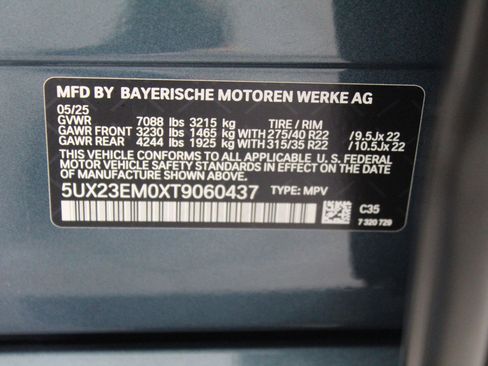 MFD BY BAYERISCHE MOTOREN WERKE AG
05/25
GVWR 7088 lbs 3215 kg TIRE / RIM
GAWR FRONT 3230 lbs 1465 kg WITH 275/40 R22 / 9.5Jx 22
GAWR REAR 4244 lbs 1925 kg WITH 315/35 R22 / 10.5Jx 22
THIS VEHICLE CONFORMS TO ALL APPLICABLE U. S. FEDERAL
MOTOR VEHICLE SAFETY STANDARDS IN EFFECT ON THE
DATE OF MANUFACTURE SHOWN ABOVE.
5UX23EM0XT9060437 TYPE: MPV
C35
7 320 729